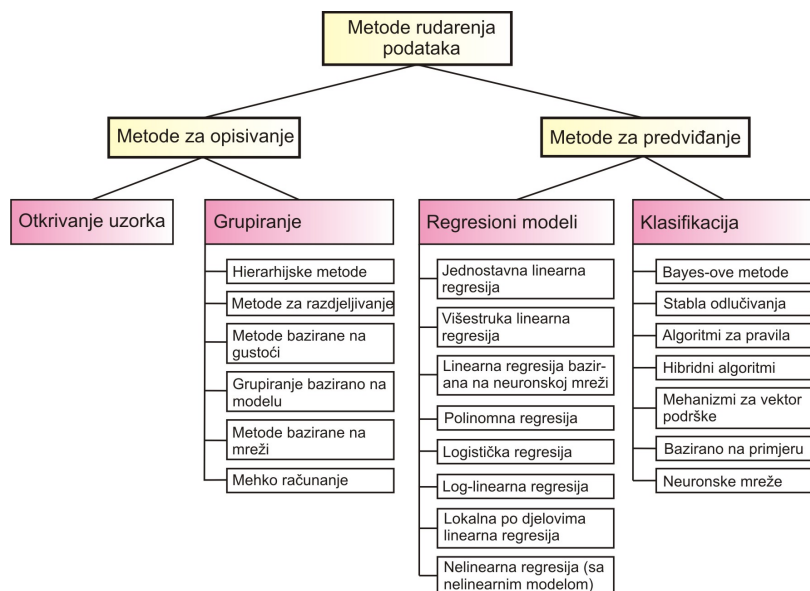 Metode rudarenja
podataka
Metode za opisivanje
Metode za predviđanje
Otkrivanje uzorka
Grupiranje
Hierarhijske metode
Metode za razdjeljivanje
Metode bazirane na
gustoći
Grupiranje bazirano na
modelu
Metode bazirane na
mreži
Mehko računanje
Regresioni modeli
Jednostavna linearna
regresija
Višestruka linearna
regresija
Linearna regresija bazir-
ana na neuronskoj mreži
Polinomna regresija
Logistička regresija
Log-linearna regresija
Lokalna po djelovima
linearna regresija
Nelinearna regresija (sa
nelinearnim modelom)
Klasifikacija
Bayes-ove metode
Stabla odlučivanja
Algoritmi za pravila
Hibridni algoritmi
Mehanizmi za vektor
podrške
Bazirano na primjeru
Neuronske mreže